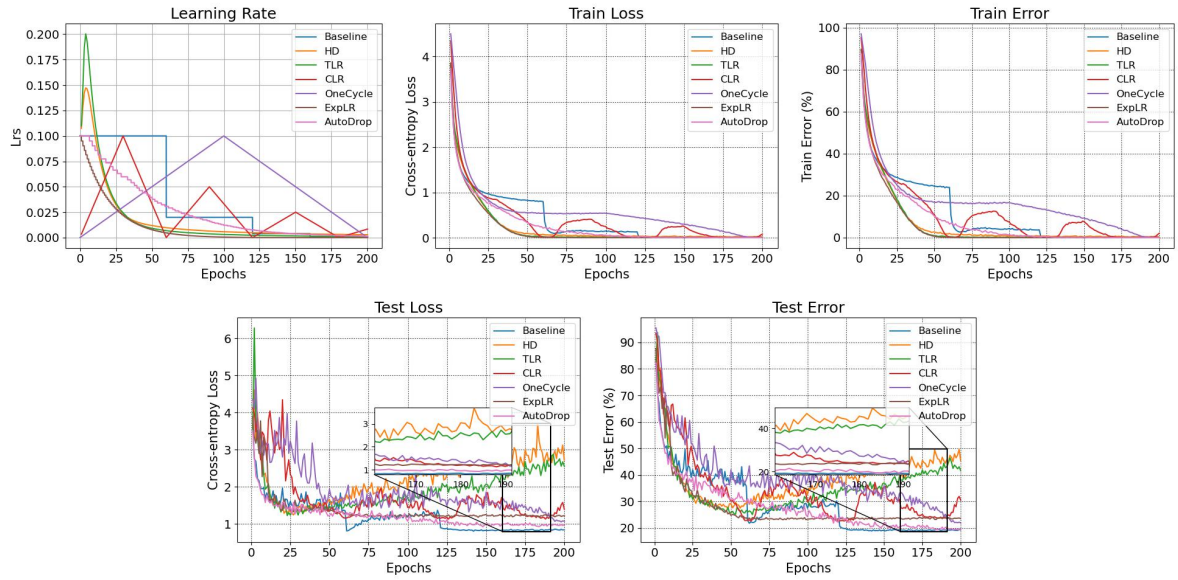 Learning Rate
Lrs
0.200
0.175
0.150
0.125
0.100
0.075
0.050
0.025
0.000
0 25 50 75 100 125 150 175 200
Epochs
Baseline
HD
TLR
CLR
OneCycle
ExpLR
AutoDrop
Train Loss
Cross-entropy Loss
4
3
2
1
0
0 25 50 75 100 125 150 175 200
Epochs
Baseline
HD
TLR
CLR
OneCycle
ExpLR
AutoDrop
Train Error
Train Error (%)
100
80
60
40
20
0
0 25 50 75 100 125 150 175 200
Epochs
Baseline
HD
TLR
CLR
OneCycle
ExpLR
AutoDrop
Test Loss
Cross-entropy Loss
6
5
4
3
2
1
0 25 50 75 100 125 150 175 200
Epochs
Baseline
HD
TLR
CLR
OneCycle
ExpLR
AutoDrop
3
2
1
170 180 190
Test Error
Test Error (%)
90
80
70
60
50
40
30
20
0 25 50 75 100 125 150 175 200
Epochs
Baseline
HD
TLR
CLR
OneCycle
ExpLR
AutoDrop
40
20
170 180 190